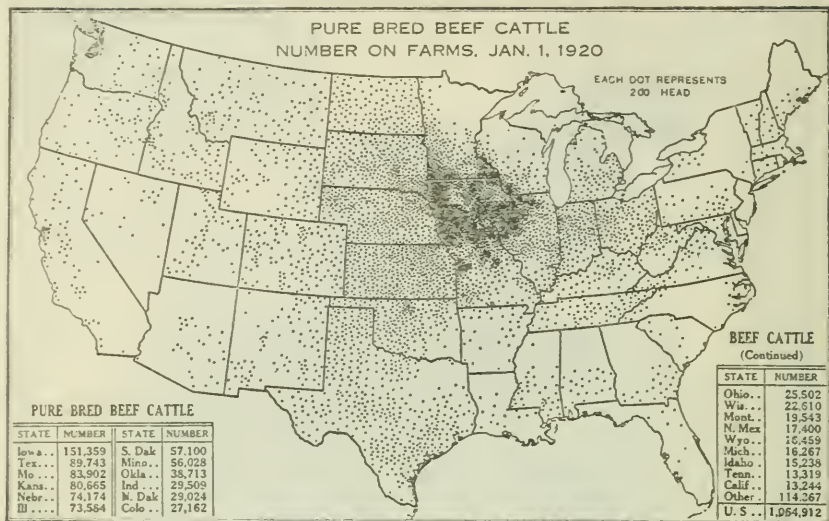 PURE BRED BEEF CATTLE
NUMBER ON FARMS, JAN. 1, 1920
EACH DOT REPRESENTS
200 HEAD
PURE BRED BEEF CATTLE
STATE NUMBER STATE NUMBER
Iowa.. 151,359 S. Dak 57,100
Tex... 89,743 Minn.. 56,028
Mo... 83,902 Okla.. 38,713
Kans.. 80,665 Ind... 29,509
Nebr.. 74,174 N. Dak 29,024
Ill... 73,584 Colo.. 27,162
BEEF CATTLE
(Continued)
STATE NUMBER
Ohio.. 25,502
Wis... 22,610
Mont.. 19,543
N. Mex 17,400
Wyo... 16,459
Mich.. 16,267
Idaho. 15,238
Tenn.. 13,319
Calif.. 13,244
Other. 114,367
U. S.. 1,064,912